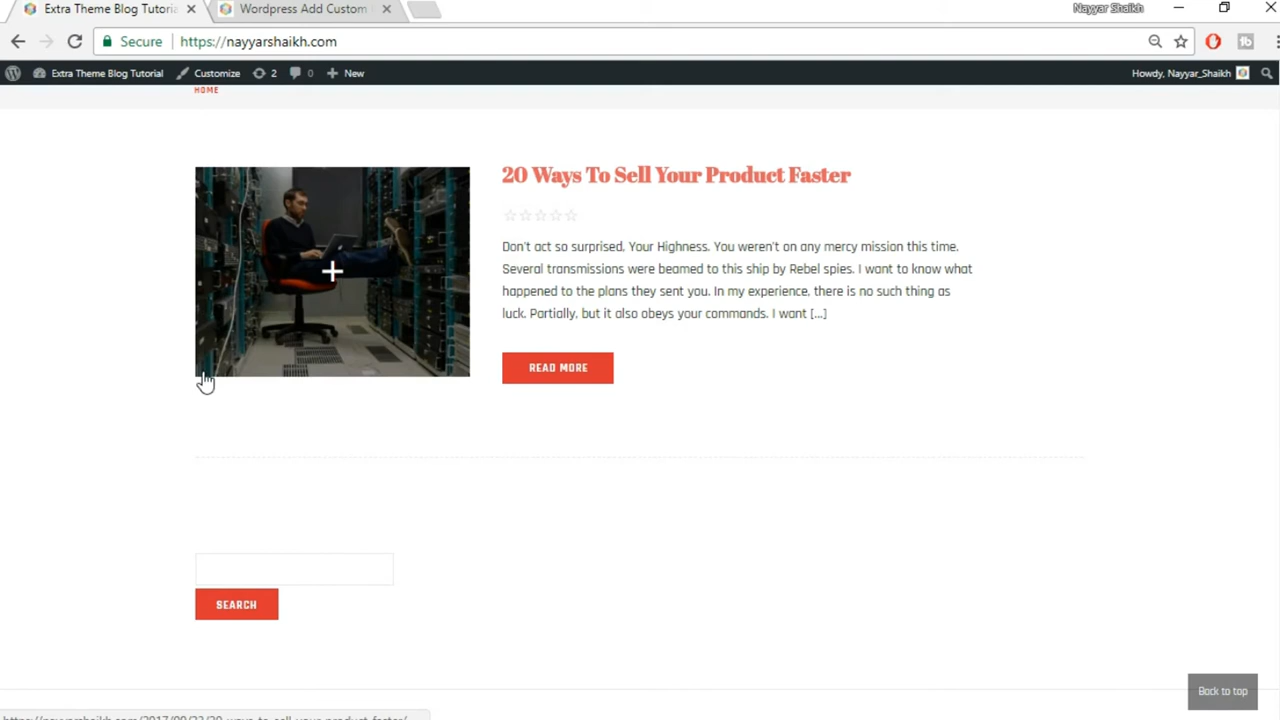 Extra Theme Blog Tutoria
Wordpress Add Custom
Nayyar Shaikh
Secure
https://nayyarshaikh.com
Extra Theme Blog Tutorial
Customize
2
0
New
Howdy, Nayyar_Shaikh
HOME
20 Ways To Sell Your Product Faster
Don't act so surprised, Your Highness. You weren't on any mercy mission this time.
Several transmissions were beamed to this ship by Rebel spies. I want to know what
happened to the plans they sent you. In my experience, there is no such thing as
luck. Partially, but it also obeys your commands. I want [...]
READ MORE
SEARCH
Back to top